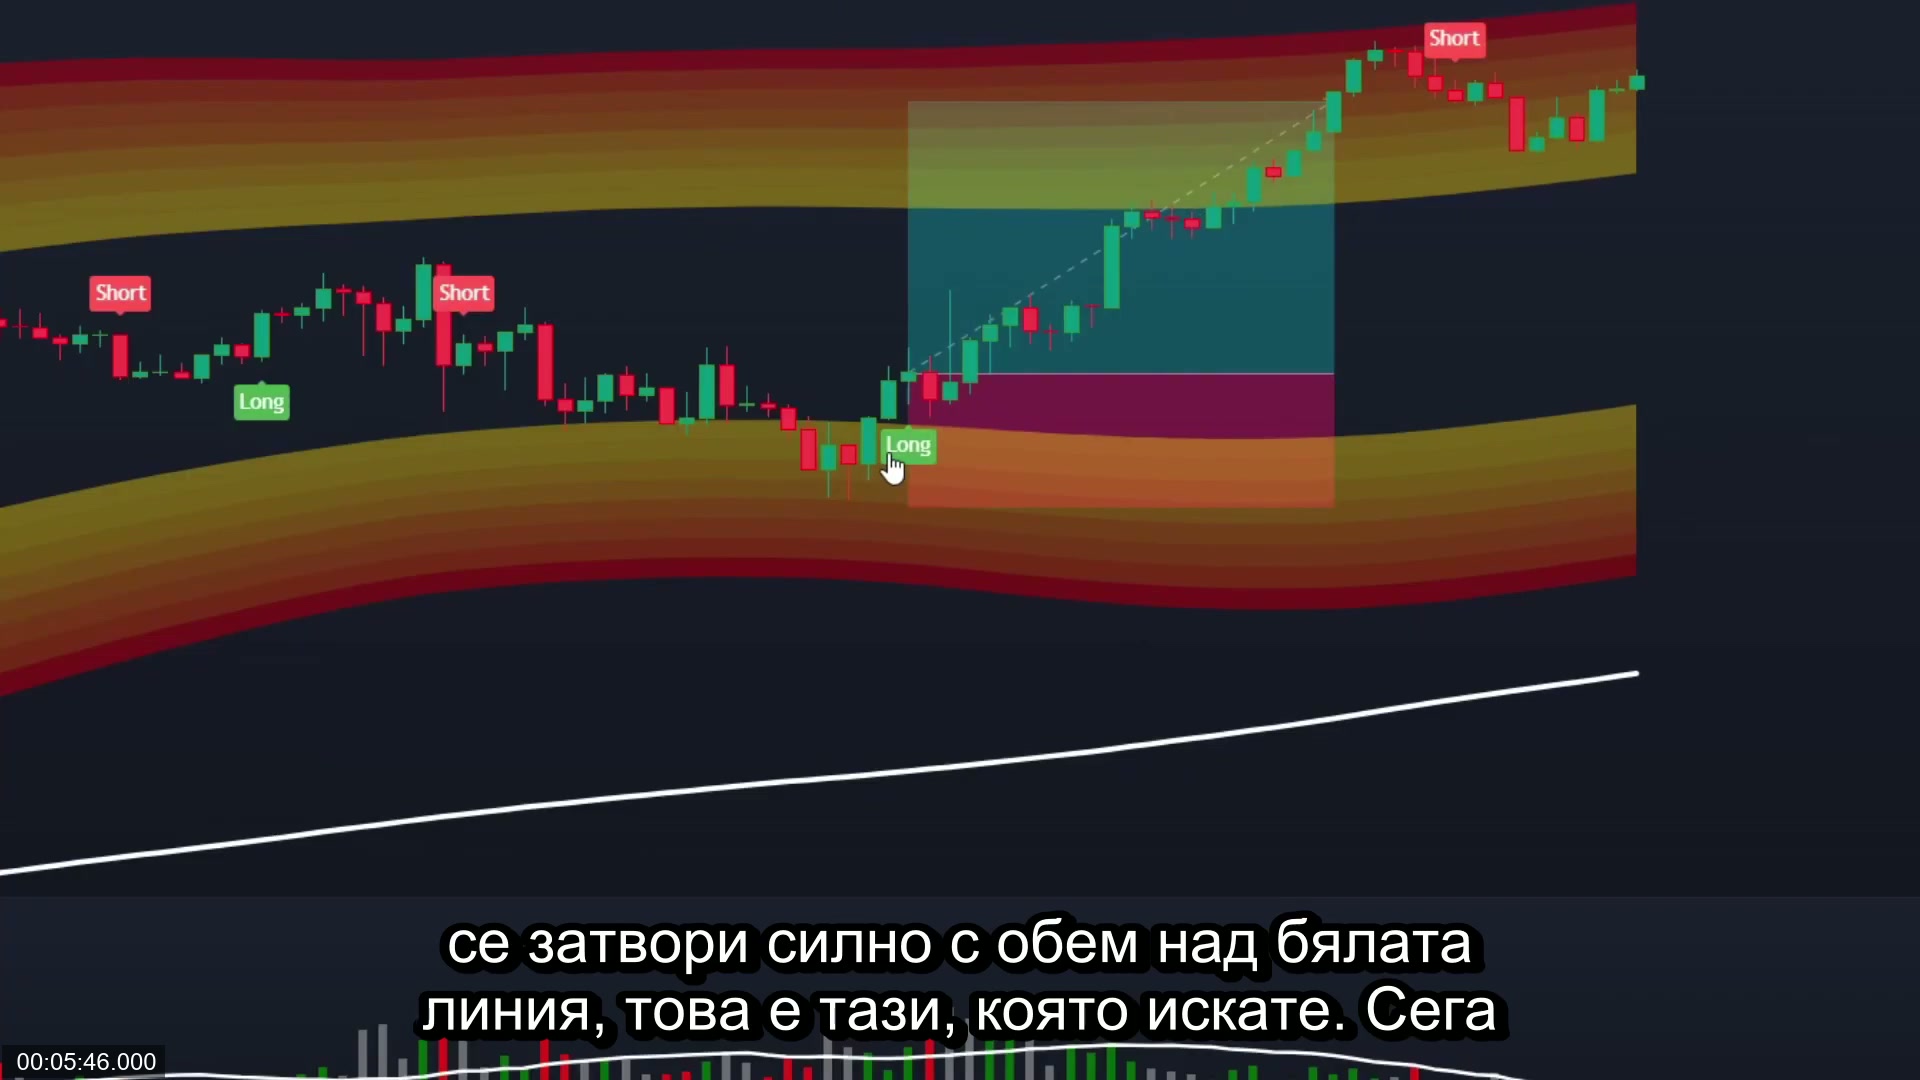 Short
Short
Short
Long
Long
се затвори силно с обем над бялата
линия, това е тази, която искате. Сега
00:05:46.000